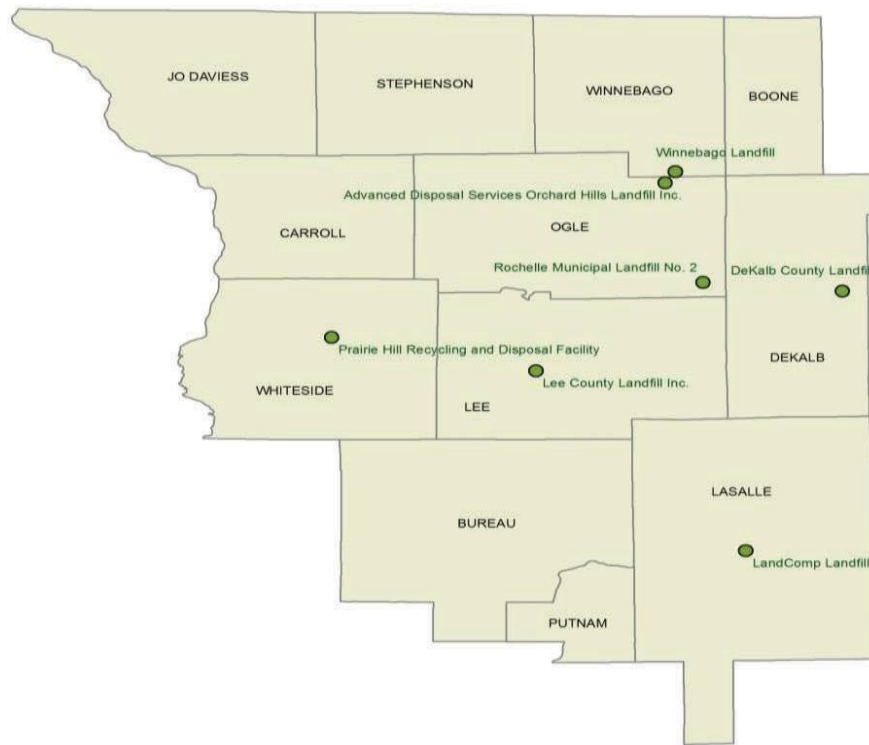 JO DAVIESS
STEPHENSON
WINNEBAGO
BOONE
Winnebago Landfill
Advanced Disposal Services Orchard Hills Landfill Inc.
CARROLL
OGLE
Rochelle Municipal Landfill No. 2
DeKalb County Landfil
Prairie Hill Recycling and Disposal Facility
DEKALB
WHITESIDE
LEE
Lee County Landfill Inc.
LASALLE
BUREAU
LandComp Landfill
PUTNAM